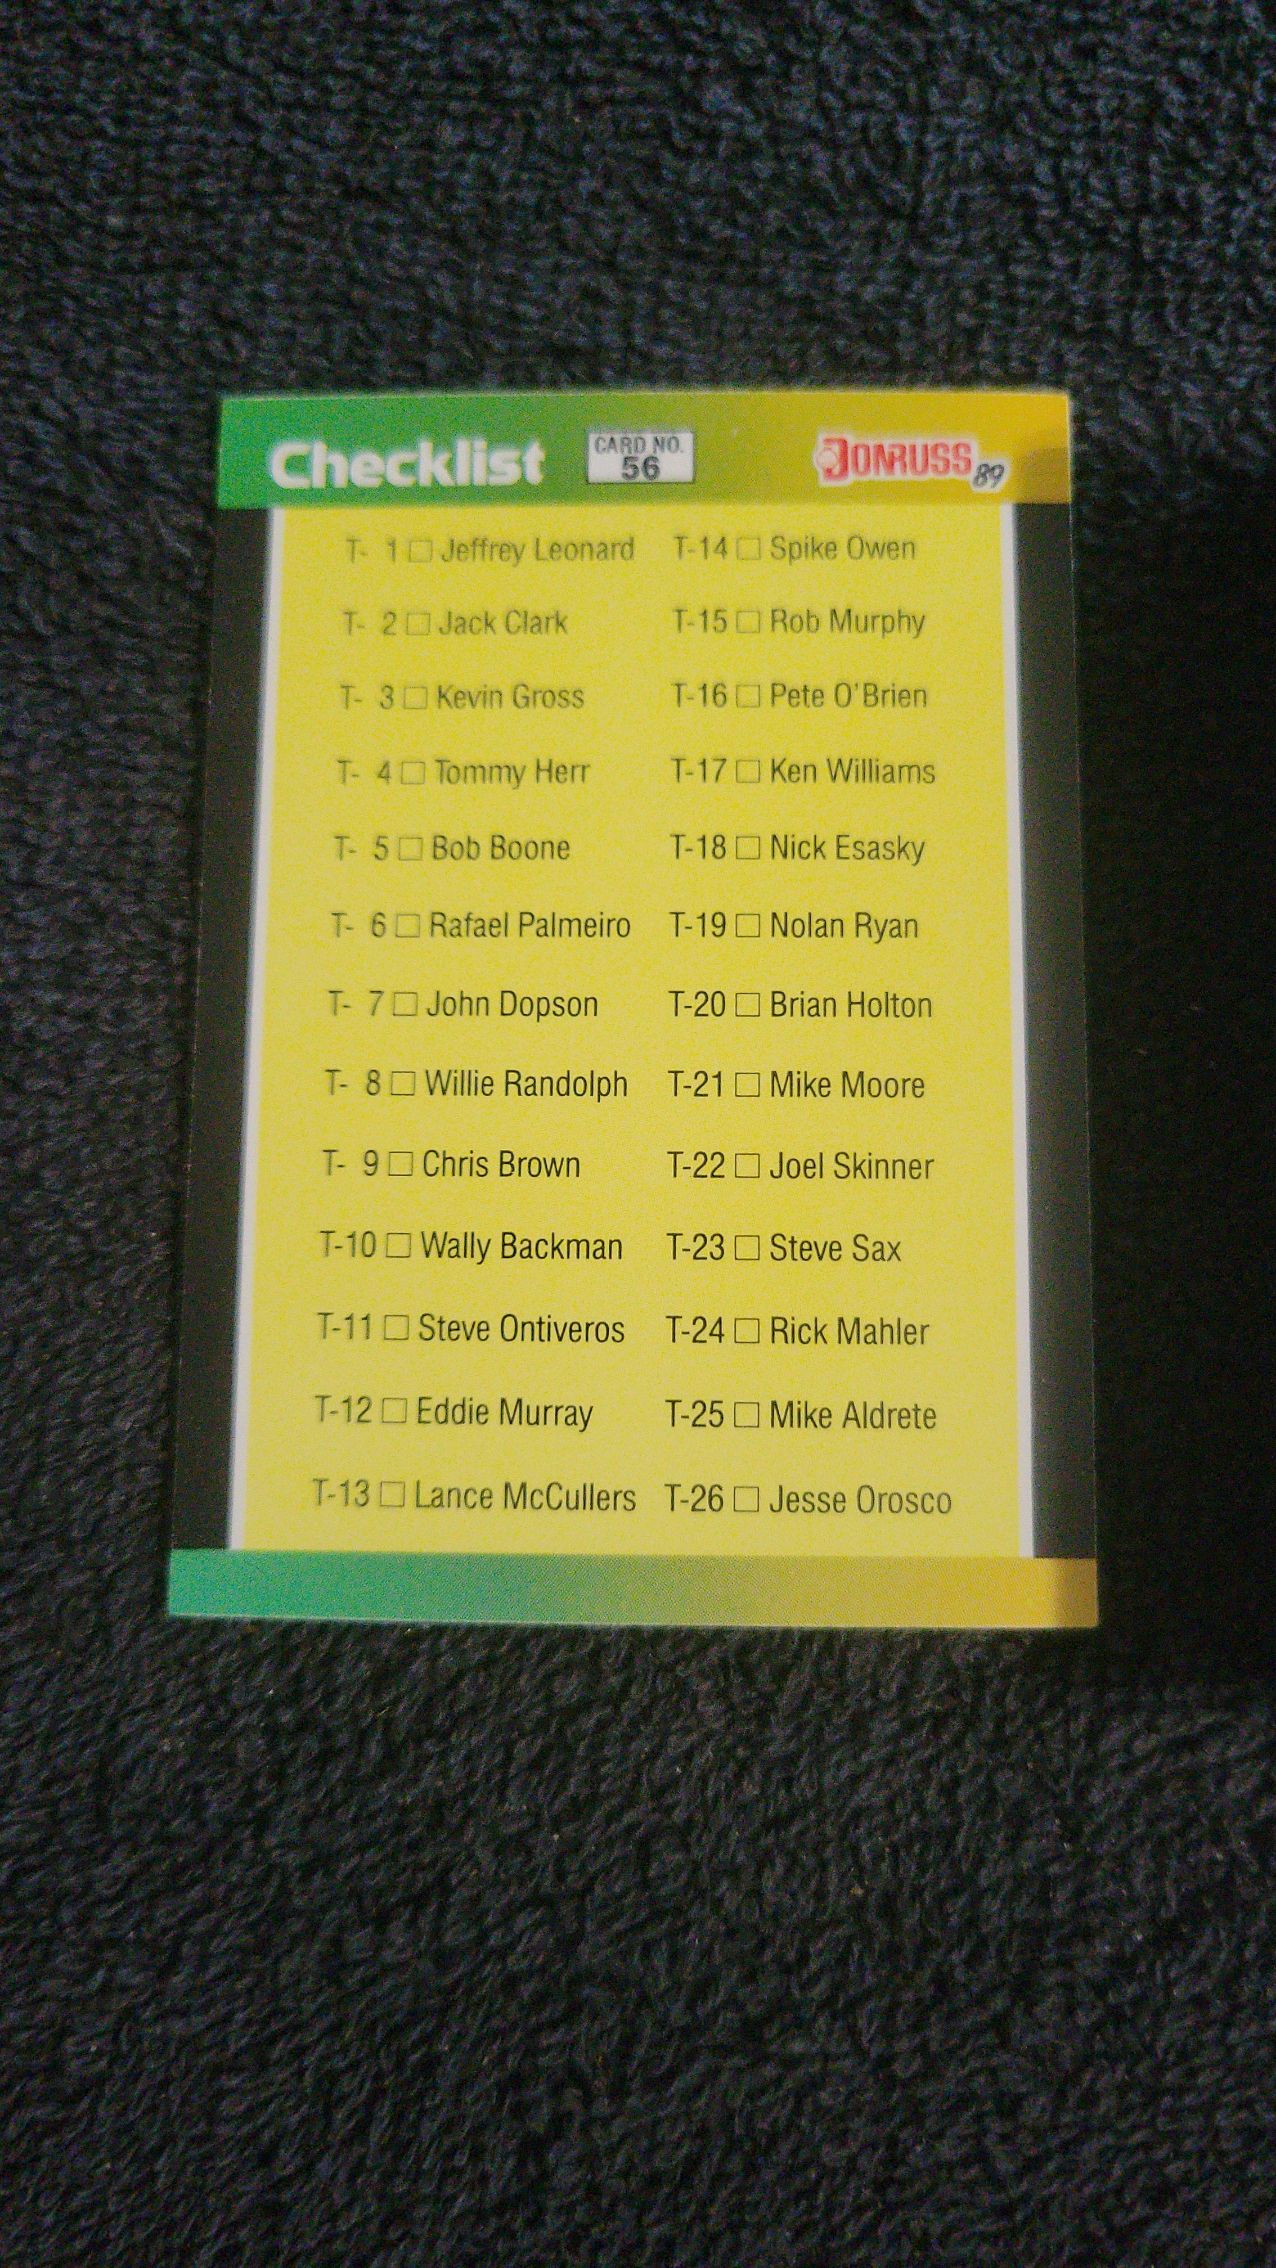 Checklist
CARD NO.
56
DONRUSS 89
T- 1 □ Jeffrey Leonard
T- 2 □ Jack Clark
T- 3 □ Kevin Gross
T- 4 □ Tommy Herr
T- 5 □ Bob Boone
T- 6 □ Rafael Palmeiro
T- 7 □ John Dopson
T- 8 □ Willie Randolph
T- 9 □ Chris Brown
T-10 □ Wally Backman
T-11 □ Steve Ontiveros
T-12 □ Eddie Murray
T-13 □ Lance McCullers
T-14 □ Spike Owen
T-15 □ Rob Murphy
T-16 □ Pete O'Brien
T-17 □ Ken Williams
T-18 □ Nick Esasky
T-19 □ Nolan Ryan
T-20 □ Brian Holton
T-21 □ Mike Moore
T-22 □ Joel Skinner
T-23 □ Steve Sax
T-24 □ Rick Mahler
T-25 □ Mike Aldrete
T-26 □ Jesse Orosco